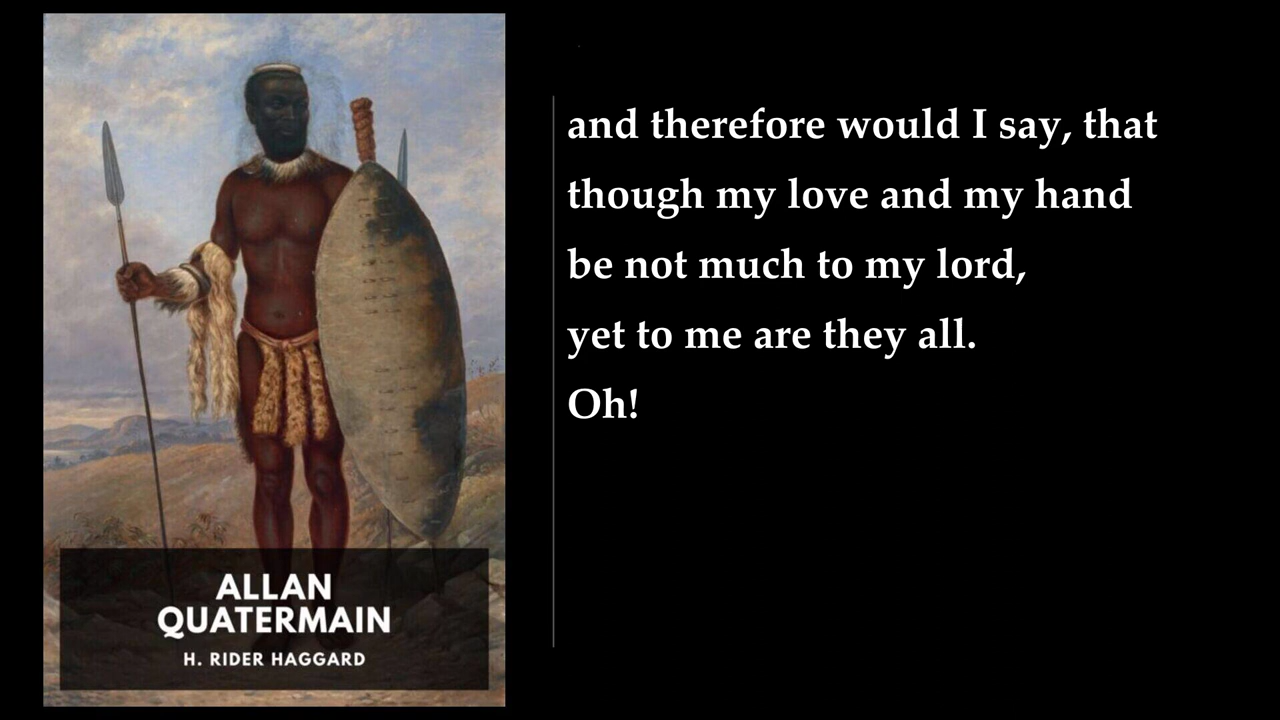 ALLAN
QUATERMAIN
H. RIDER HAGGARD
and therefore would I say, that
though my love and my hand
be not much to my lord,
yet to me are they all.
Oh!